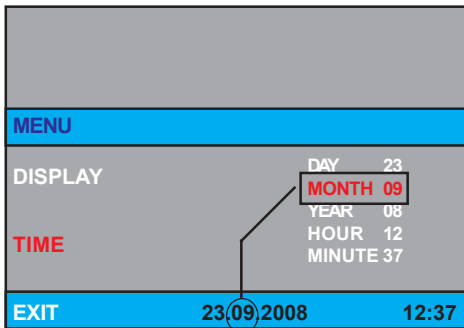 MENU
DISPLAY
DAY 23
MONTH 09
YEAR 08
TIME
HOUR 12
MINUTE 37
EXIT 23.09.2008 12:37